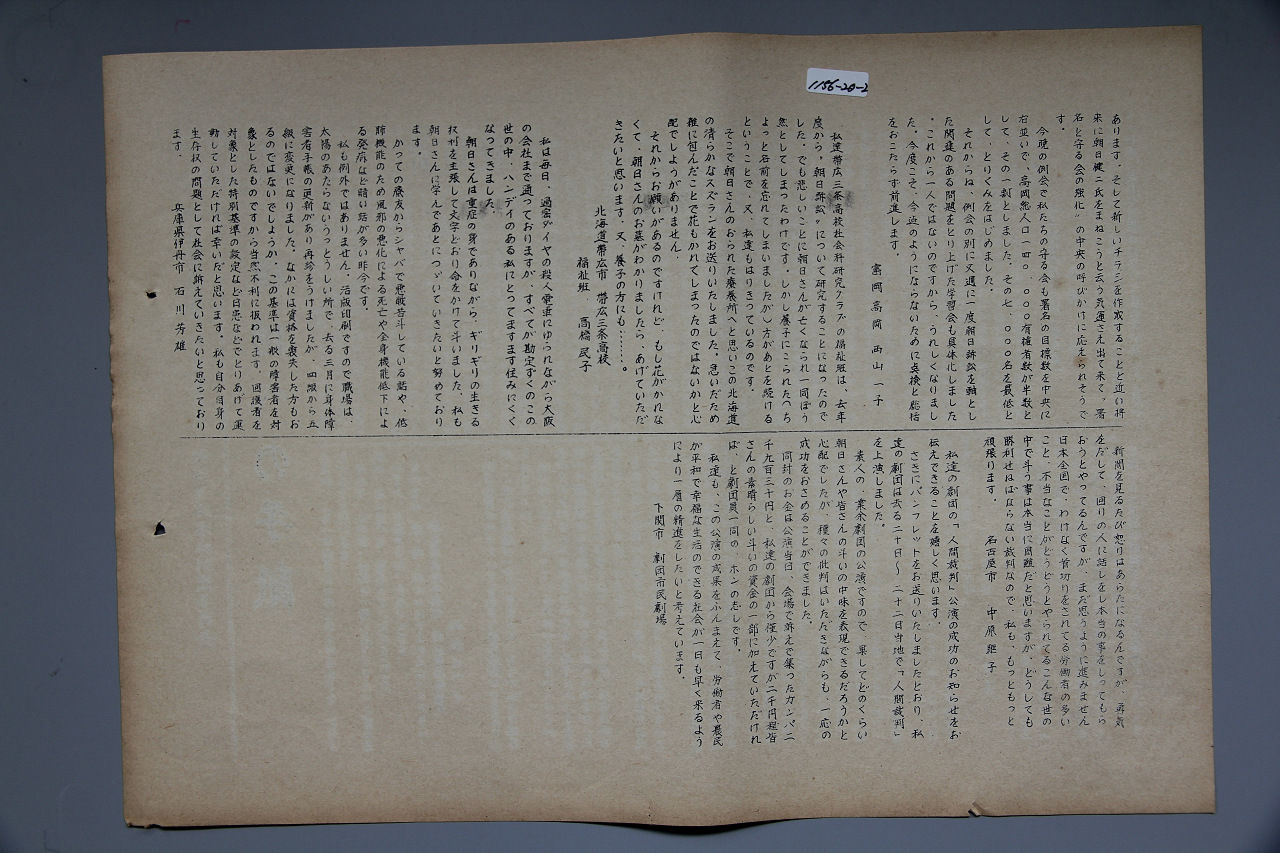 1156-20-2
あります。そして新しいチラシを作成することと近い将
来に朝日健二氏をまねこうと云う気運さえ出て来て、署
名と守る会の強化〃の中央の呼びかけに応えられそうで
す。
今晩の例会で私たちの守る会も署名の目標数を中央に
右並いで、高岡総人口一四〇、〇〇〇有権者数が半数と
して、その一割としました。その七、〇〇〇名を最低と
して、とりくみをはじめました。
それからね、例会の別に又週に一度朝日訴訟を軸とし
た関連のある問題をとり上げた学習会も具体化しました
。これから一人ではないのですから、うれしくなりまし
た。今度こそ、今迄のようにならないために点検と総括
をおこたらず前進します。
富岡高岡 西山一子
私達帯広三条高校社会科研究クラブの福祉班は、去年
度から〃朝日訴訟〃について研究することになったので
した。でも悲しいことに朝日さんが亡くなられ一同ぼう
然としてしまったわけです。しかし養子にこられた（ち
ょっと名前を忘れてしまいましたが）方があとを続ける
ということで、又、私達もはりきっているのです。
そこで朝日さんのおられた療養所へと思いこの北海道
の清らかなスズランをお送りいたしました。急いだため
雑に包んだことで花もかれてしまったのではないかと心
配でしようがありません。
それからお願いがあるのですけれど、もし花がかれな
くて、朝日さんのお墓がわかりましたら、あげていただ
きたいと思います。又、養子の方にも……。
北海道帯広市 帯広三条高校
福祉班 高橋民子
私は毎日、過密ダイヤの殺人電車にゆられながら大阪
の会社まで通っておりますが、すべてが勘定ずくのこの
世の中、ハンデイのある私にとってますます住みにくく
なってきました。
朝日さんは重症の身でありながら、ギリギリの生きる
权利を主張して文字どおり命をかけて斗いました。私も
朝日さんに学んであとにつづいていきたいと努めており
ます。
かつての療友からシャバで悪戦苦斗している話や、低
肺機能のため風邪の悪化による死亡や全身機能低下によ
る発病など暗い話が多い昨今です。
私も例外ではありません。活版印刷ですので職場は、
太陽のあたらないうっとうしい所で、去る三月に身体障
害者手帳の更新があり再診をうけましたが、四級から五
級に変更になりました。なかには資格を喪失した方もお
るのではないでしょうか。この基準は一般の障害者を対
象としたものですから当然不利に扱われます。回復者を
対象とした特別基準の設定など日患などでとりあげて運
動していただければ幸いだと思います。私も自分自身の
生存权の問題として社会に訴えていきたいと思っており
ます。 兵庫県伊丹市 石川芳雄
新聞を見るたび怒りはあらたになるんですが、勇気
をだして、回りの人に話しをし本当の事をしってもら
おうとやってるんですが、まだ思うように進みません
日本全国で、わけなく首切りをされてる労働者の多い
こと、不当なことがどうどうとやられてるこんな世の
中で斗う事は本当に困難だと思いますが、どうしても
勝利せねばならない裁判なので、私も、もっともっと
頑張ります。 名古屋市 中原継子
私達の劇団の「人間裁判」公演の成功のお知らせをお
伝えできることを嬉しく思います。
さきにパンフレットをお送りいたしましたとおり、私
達の劇団は去る二十日〜二十二日当地で「人間裁判」
を上演しました。
素人の、業余劇団の公演ですので、果してどのくらい
朝日さんや皆さんの斗いの中味を表現できるだろうかと
心配でしたが、種々の批判はいただきながらも、一応の
成功をおさめることができました。
同封のお金は公演当日、会場で訴えて集ったカンパニ
千九百三十円と、私達の劇団から僅少ですが二千円程皆
さんの素晴らしい斗いの資金の一部に加えていただけれ
ば、と劇団員一同の、ホンの志しです。
私達も、この公演の成果をふんまえて、労働者や農民
が平和で幸福な生活のできる社会が一日も早く来るよう
により一層の精進をしたいと考えています。
下関市 劇団市民劇場